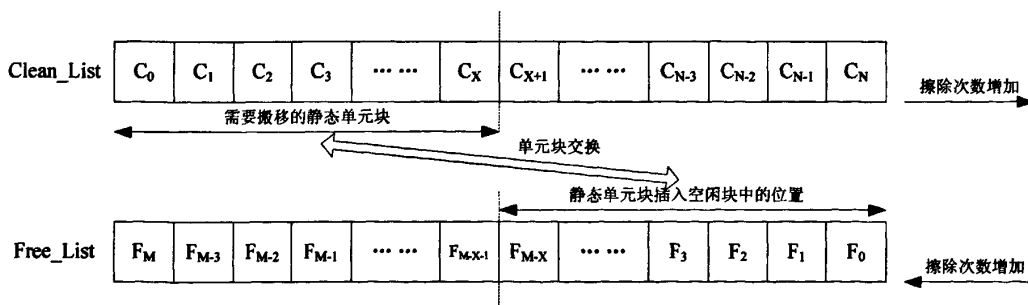 Clean_List C0 C1 C2 C3 …… CX CX+1 …… CN-3 CN-2 CN-1 CN
擦除次数增加
需要搬移的静态单元块
单元块交换
静态单元块插入空闲块中的位置
Free_List FM FM-3 FM-2 FM-1 …… FM-X-1 FM-X …… F3 F2 F1 F0
擦除次数增加